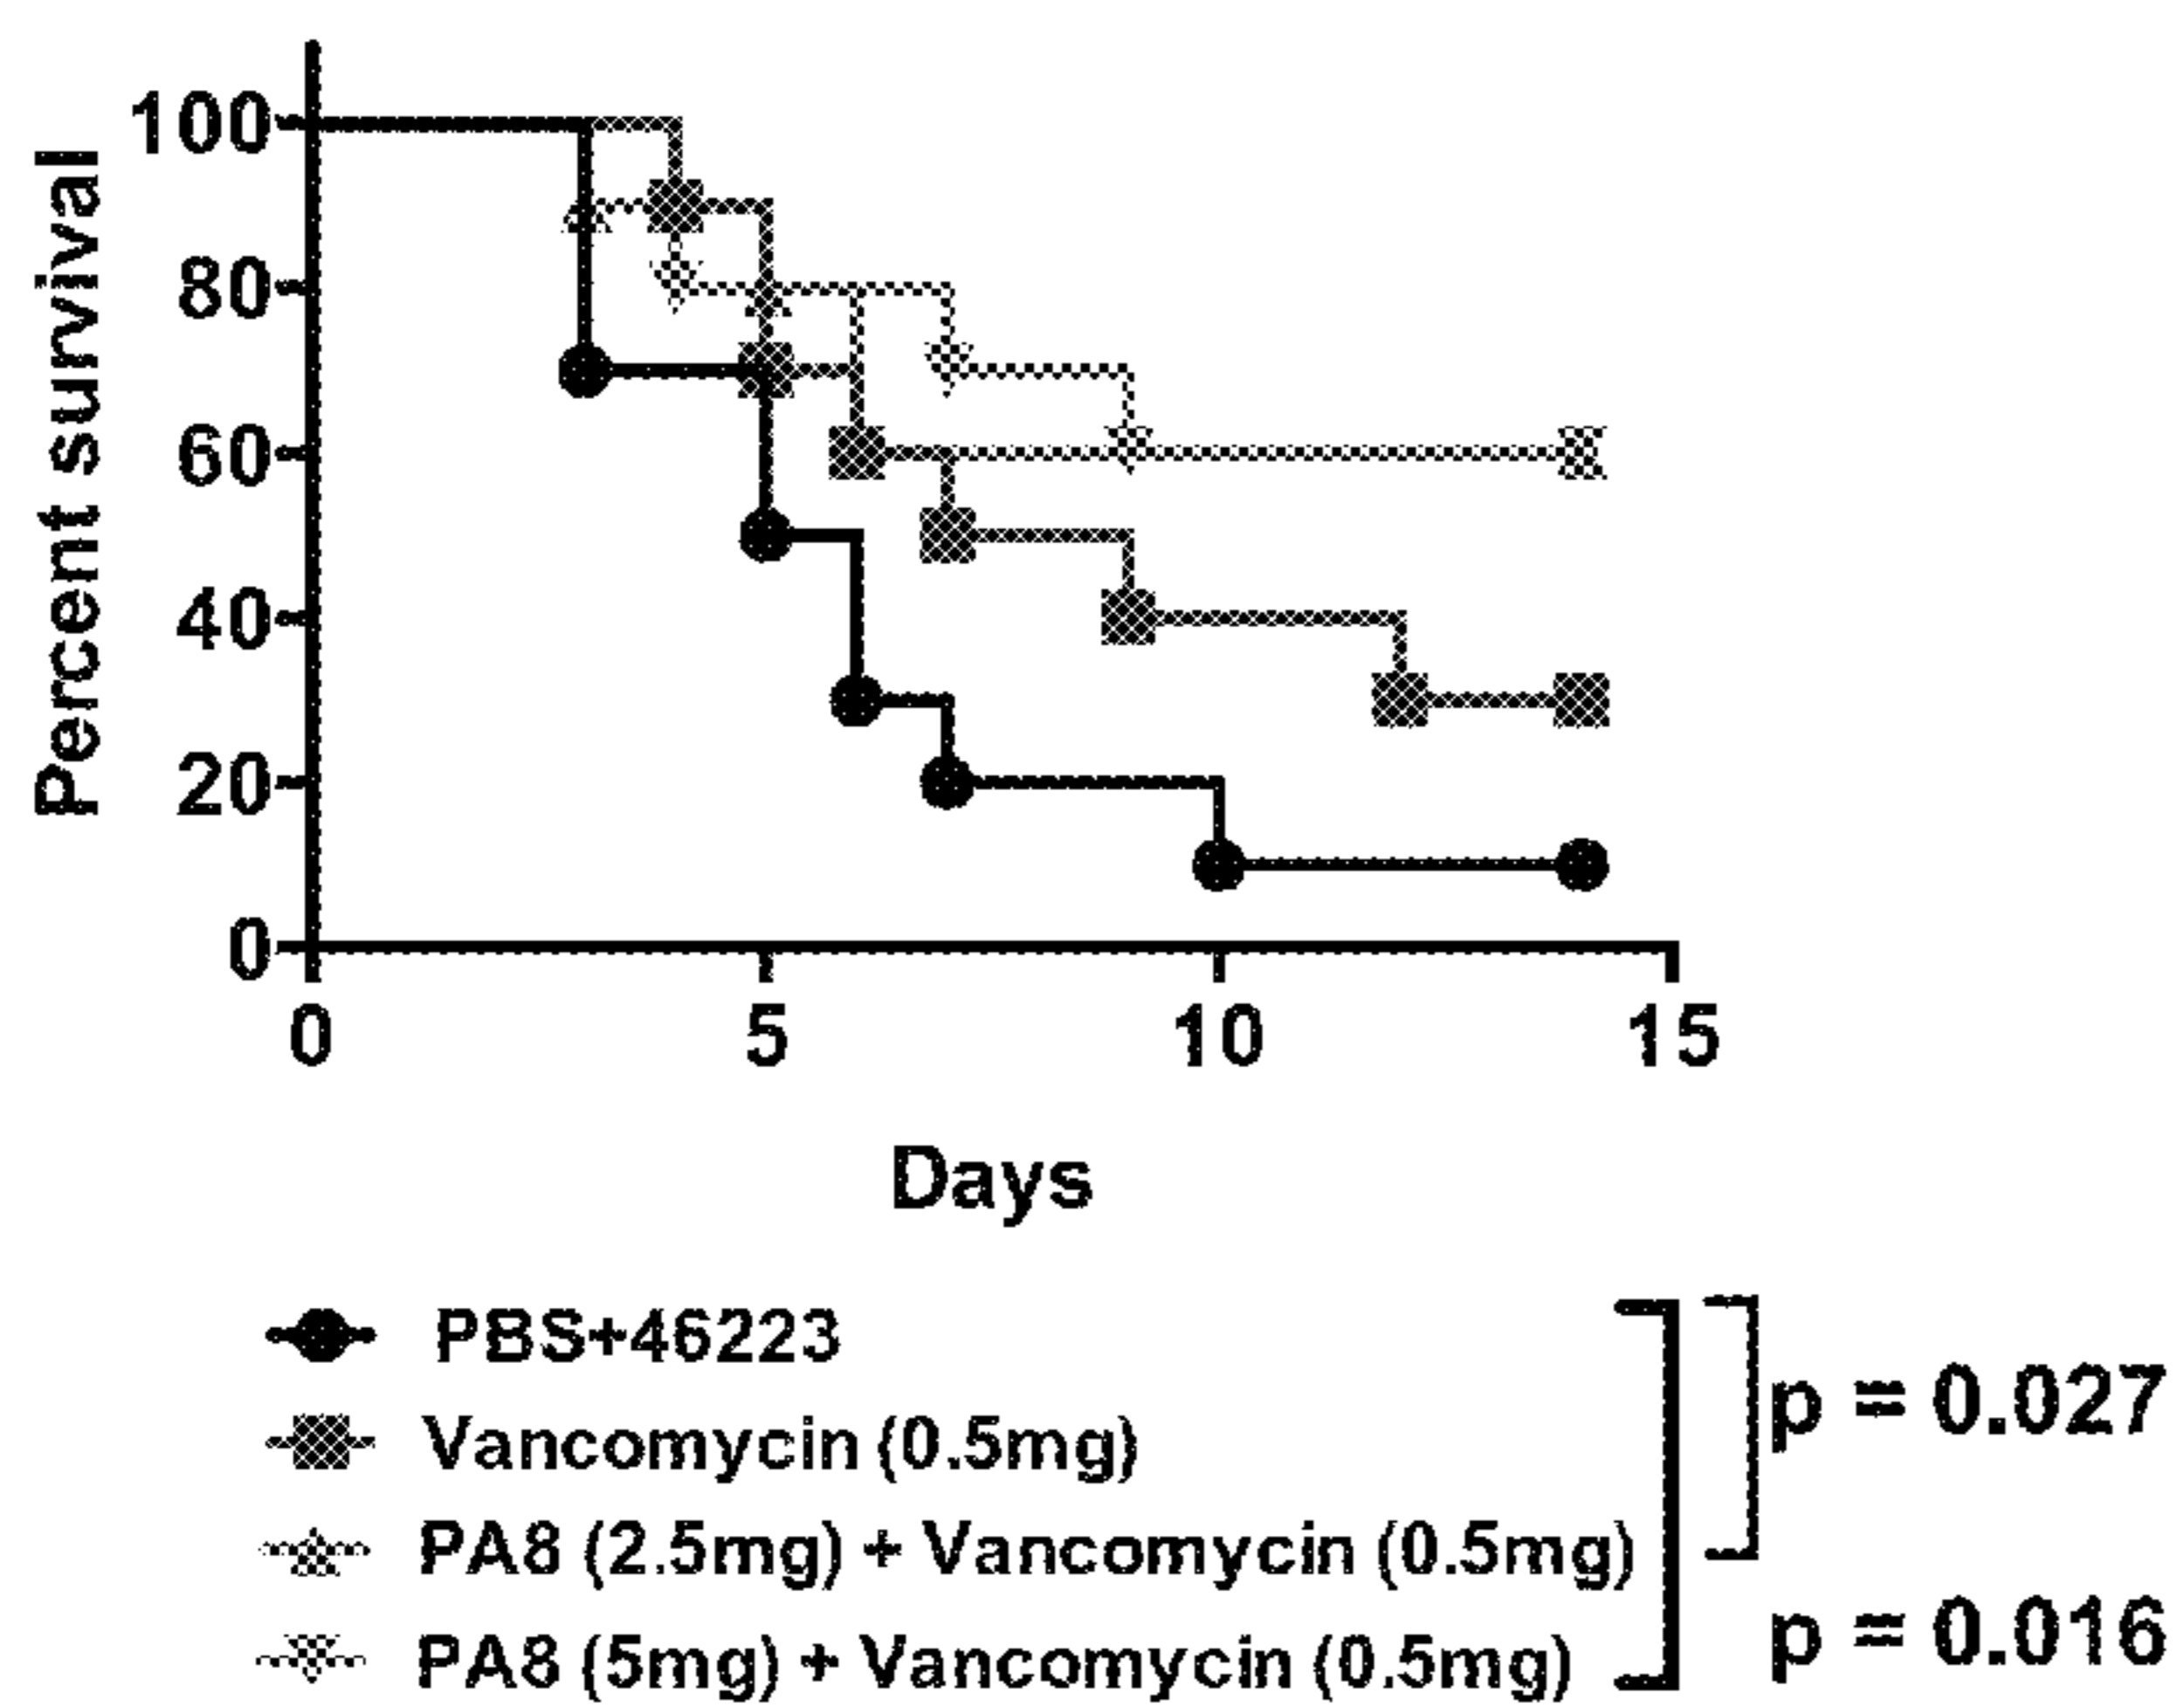 Percent survival
100
80
60
40
20
0
0 5 10 15
Days
PBS+46223
Vancomycin (0.5mg)
PA8 (2.5mg) + Vancomycin (0.5mg)
PA8 (5mg) + Vancomycin (0.5mg)
p = 0.027
p = 0.016